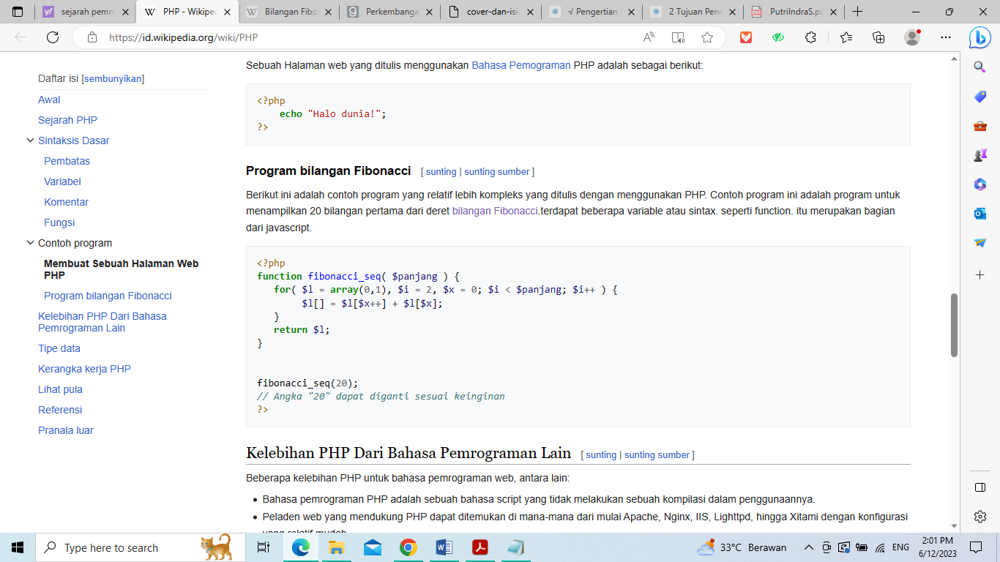 sejarah pemro
PHP - Wikipe
Bilangan Fibo
Perkembanga
cover-dan-isi-
√ Pengertian
2 Tujuan Pene
PutriIndraS.pd
https://id.wikipedia.org/wiki/PHP
Daftar isi [sembunyikan]
Awal
Sejarah PHP
Sintaksis Dasar
Pembatas
Variabel
Komentar
Fungsi
Contoh program
Membuat Sebuah Halaman Web
PHP
Program bilangan Fibonacci
Kelebihan PHP Dari Bahasa
Pemrograman Lain
Tipe data
Kerangka kerja PHP
Lihat pula
Referensi
Pranala luar
Sebuah Halaman web yang ditulis menggunakan Bahasa Pemograman PHP adalah sebagai berikut:
<?php
echo "Halo dunia!";
?>
Program bilangan Fibonacci [ sunting | sunting sumber ]
Berikut ini adalah contoh program yang relatif lebih kompleks yang ditulis dengan menggunakan PHP. Contoh program ini adalah program untuk
menampilkan 20 bilangan pertama dari deret bilangan Fibonacci.terdapat beberapa variable atau sintax. seperti function. itu merupakan bagian
dari javascript.
<?php
function fibonacci_seq( $panjang ) {
for( $l = array(0,1), $i = 2, $x = 0; $i < $panjang; $i++ ) {
$l[] = $l[$x++] + $l[$x];
}
return $l;
}
fibonacci_seq(20);
// Angka "20" dapat diganti sesuai keinginan
?>
Kelebihan PHP Dari Bahasa Pemrograman Lain [ sunting | sunting sumber ]
Beberapa kelebihan PHP untuk bahasa pemrograman web, antara lain:
Bahasa pemrograman PHP adalah sebuah bahasa script yang tidak melakukan sebuah kompilasi dalam penggunaannya.
Peladen web yang mendukung PHP dapat ditemukan di mana-mana dari mulai Apache, Nginx, IIS, Lighttpd, hingga Xitami dengan konfigurasi
yang relatif mudah
Type here to search
33°C Berawan
ENG
2:01 PM
6/12/2023